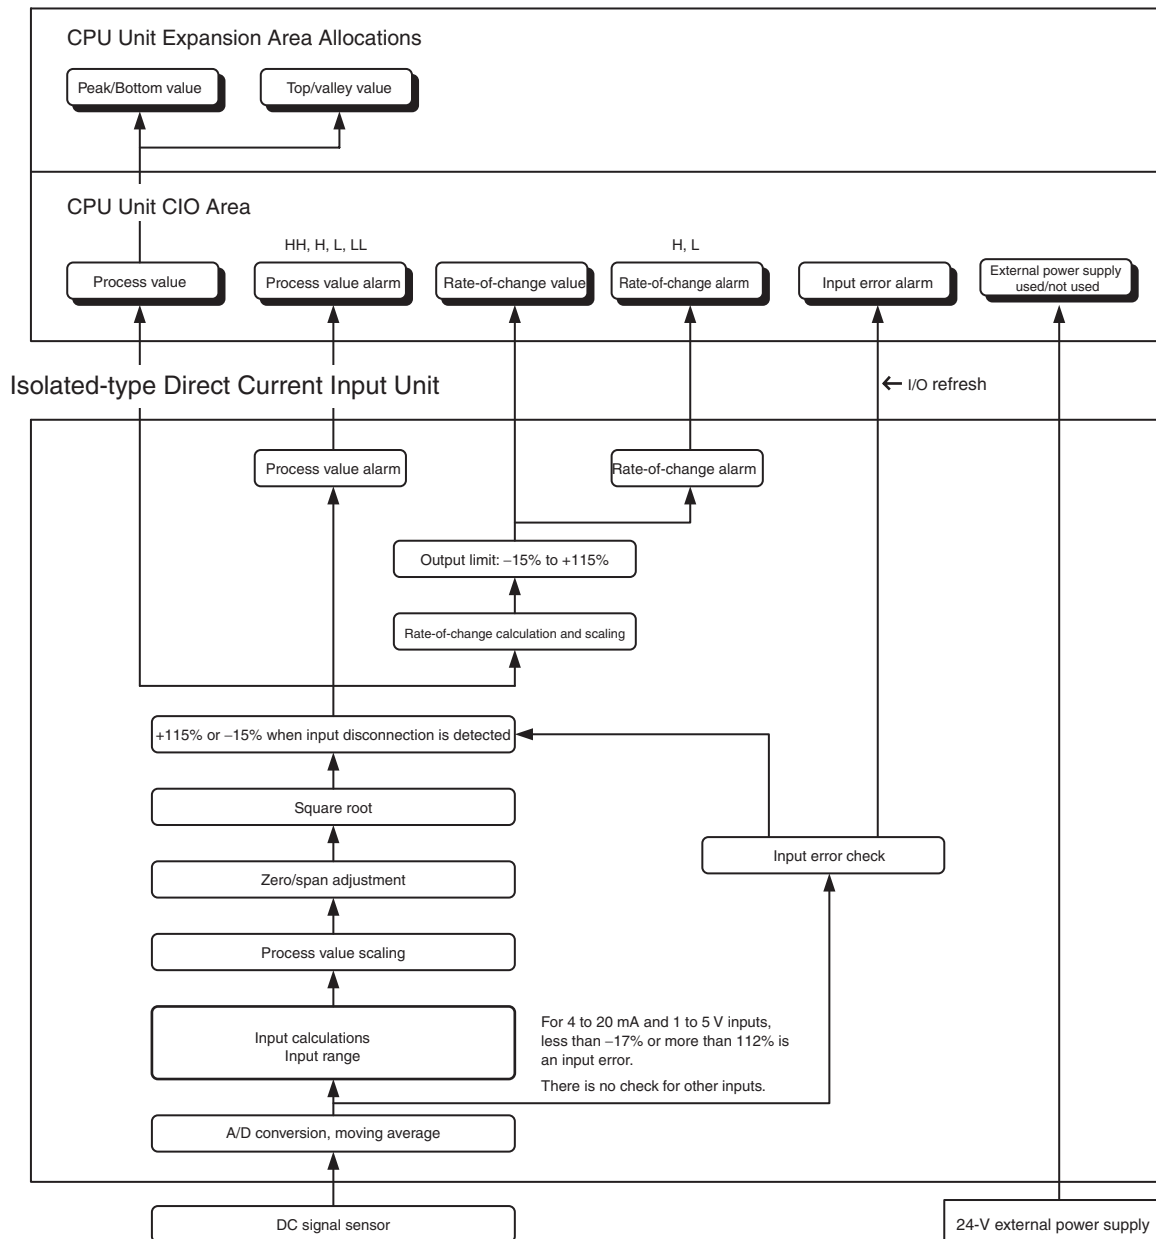 CPU Unit Expansion Area Allocations
Peak/Bottom value
Top/valley value
CPU Unit CIO Area
HH, H, L, LL
H, L
Process value
Process value alarm
Rate-of-change value
Rate-of-change alarm
Input error alarm
External power supply
used/not used
Isolated-type Direct Current Input Unit
I/O refresh
Process value alarm
Rate-of-change alarm
Output limit: −15% to +115%
Rate-of-change calculation and scaling
+115% or −15% when input disconnection is detected
Square root
Input error check
Zero/span adjustment
Process value scaling
Input calculations
Input range
For 4 to 20 mA and 1 to 5 V inputs,
less than −17% or more than 112% is
an input error.
There is no check for other inputs.
A/D conversion, moving average
DC signal sensor
24-V external power supply